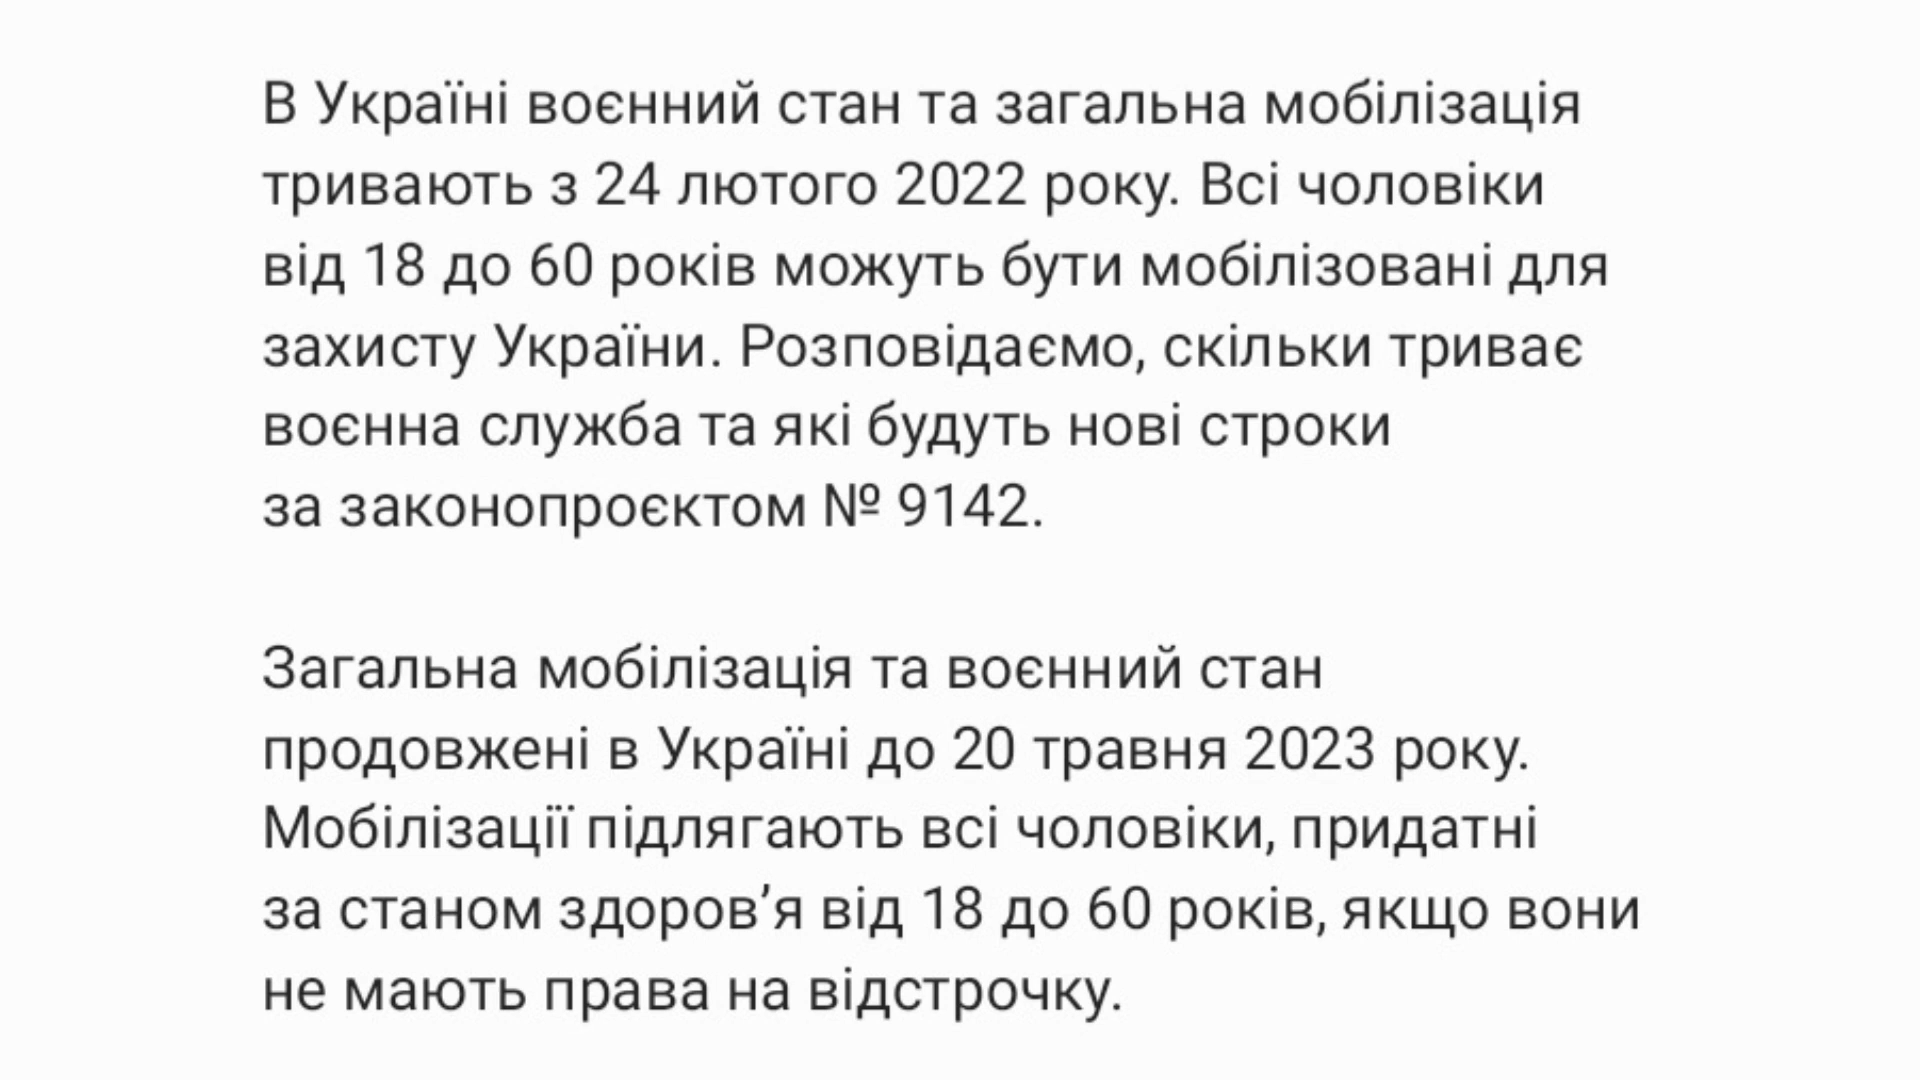 В Україні воєнний стан та загальна мобілізація
тривають з 24 лютого 2022 року. Всі чоловіки
від 18 до 60 років можуть бути мобілізовані для
захисту України. Розповідаємо, скільки триває
воєнна служба та які будуть нові строки
за законопроєктом № 9142.
Загальна мобілізація та воєнний стан
продовжені в Україні до 20 травня 2023 року.
Мобілізації підлягають всі чоловіки, придатні
за станом здоров’я від 18 до 60 років, якщо вони
не мають права на відстрочку.